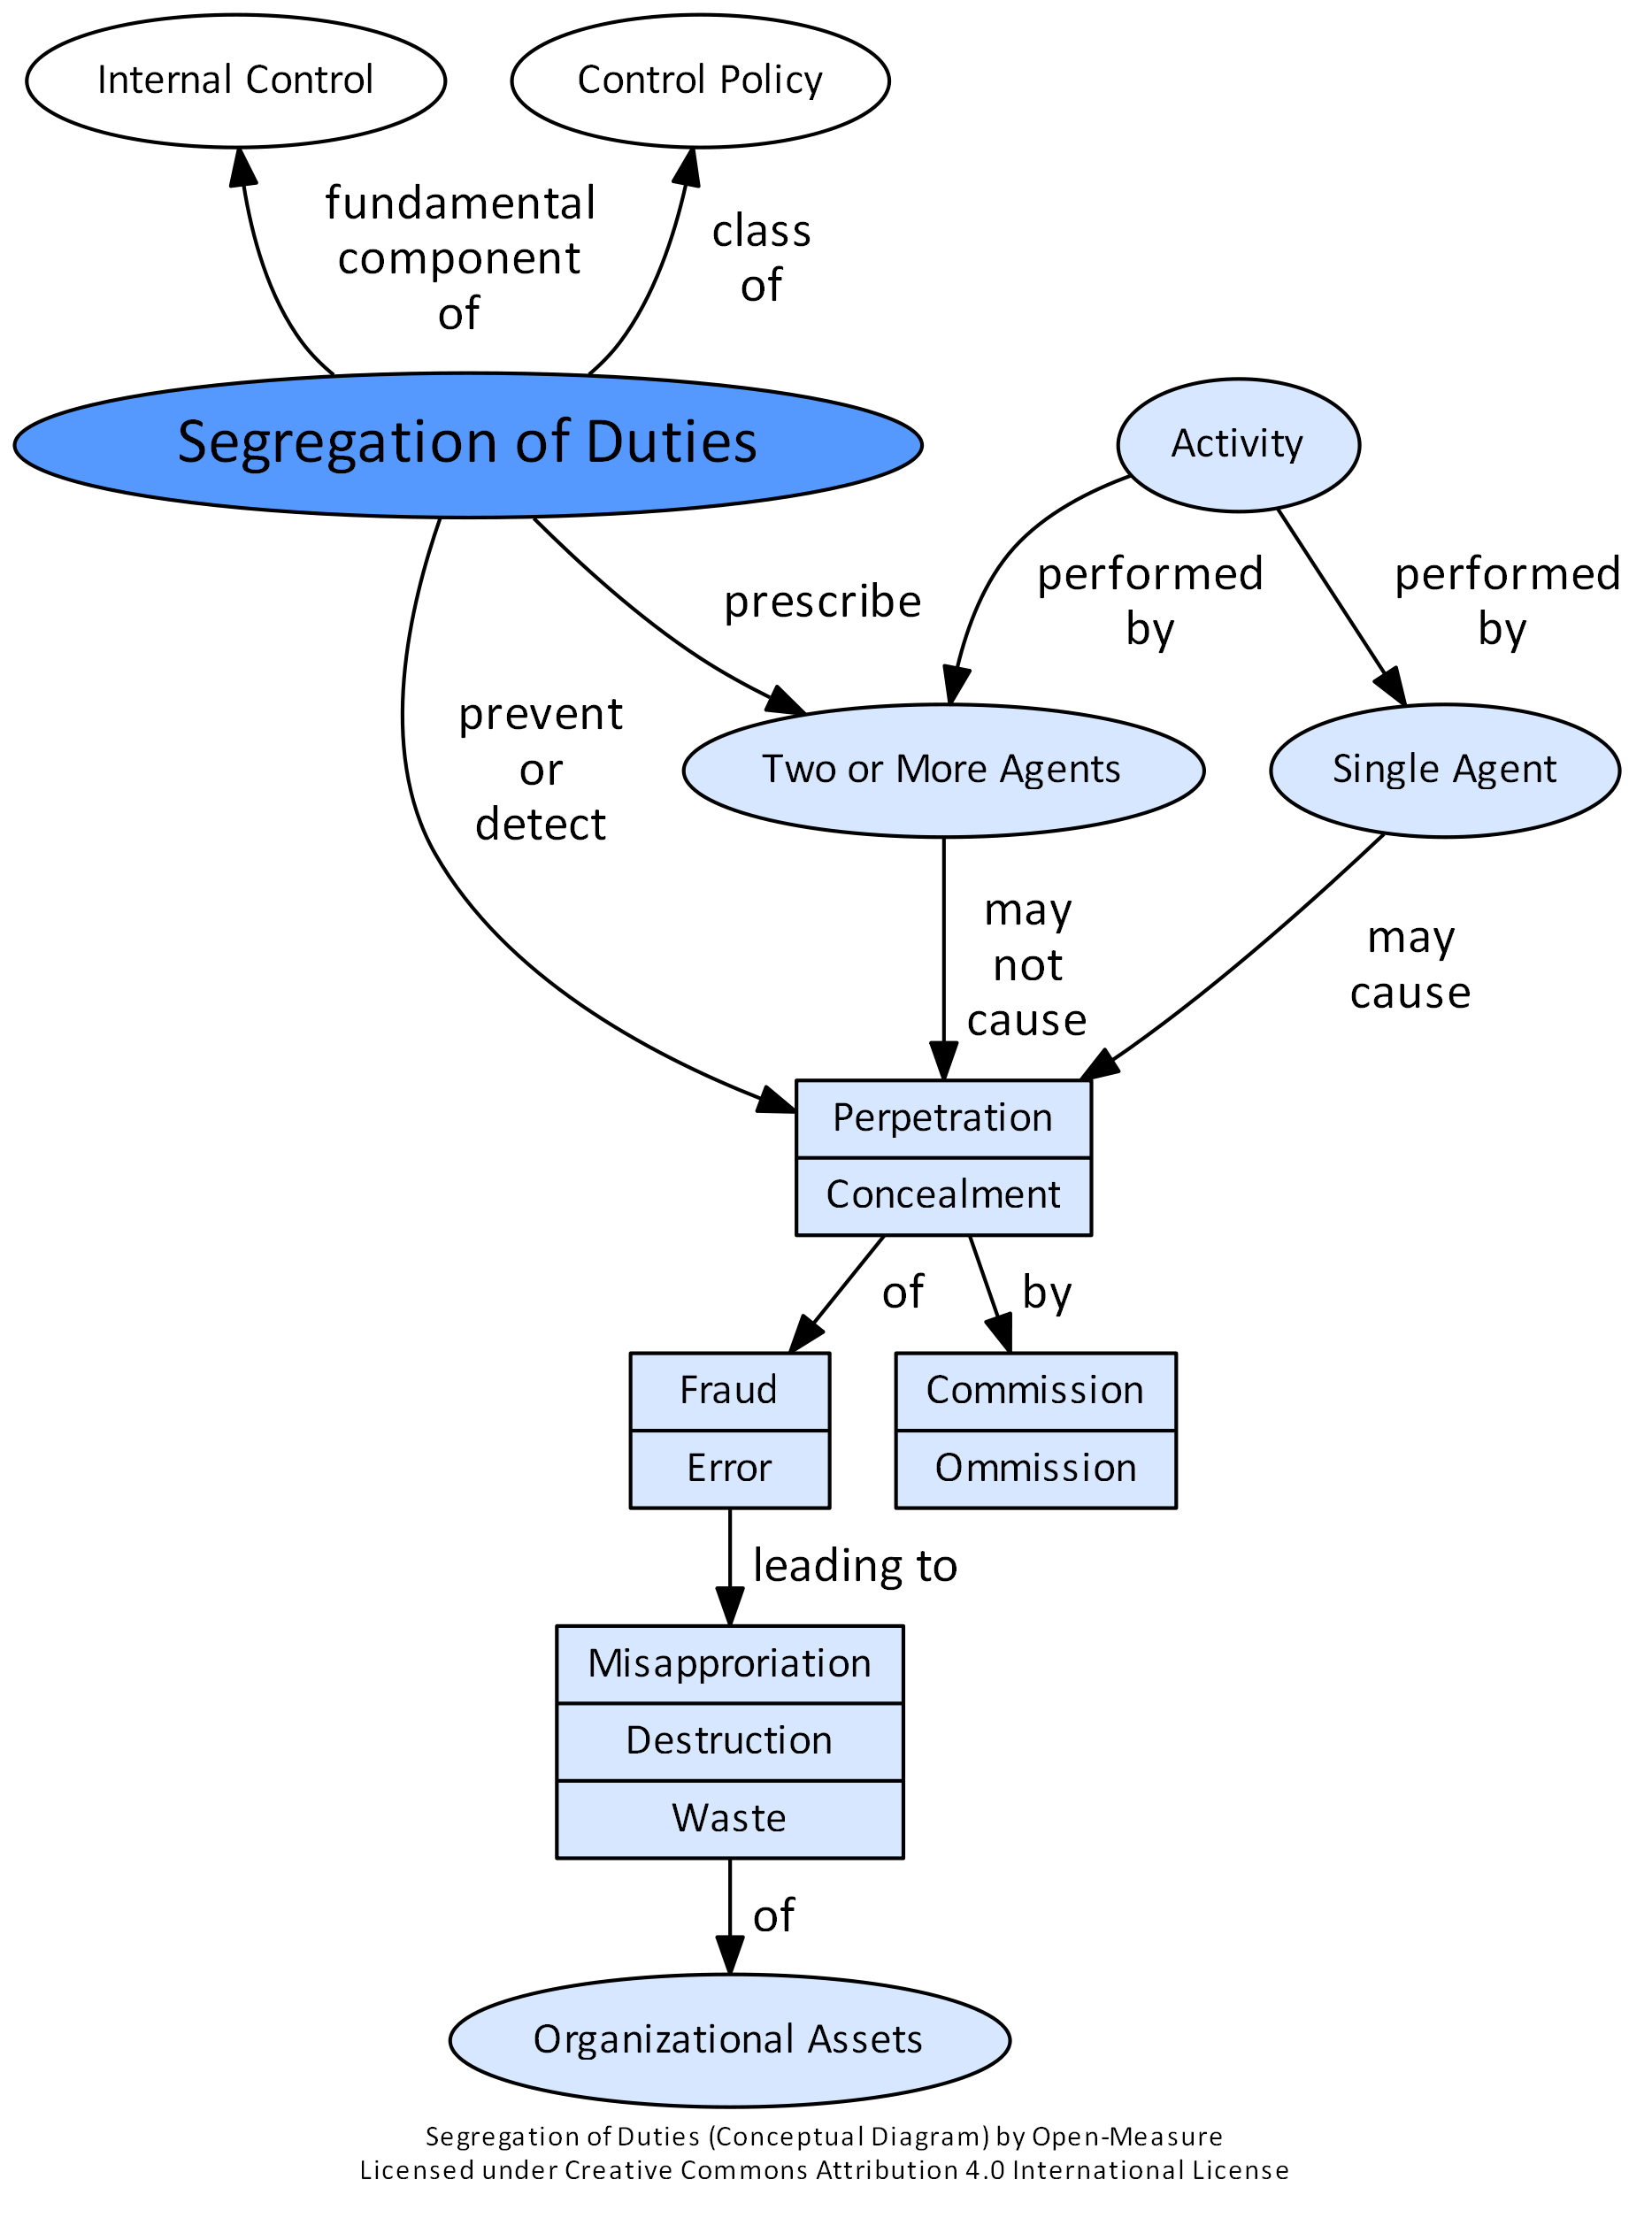 Internal Control
Control Policy
fundamental
component
of
class
of
Segregation of Duties
Activity
prescribe
performed
by
performed
by
prevent
or
detect
Two or More Agents
Single Agent
may
not
cause
may
cause
Perpetration
Concealment
of
by
Fraud
Error
Commission
Ommission
leading to
Misapproriation
Destruction
Waste
of
Organizational Assets
Segregation of Duties (Conceptual Diagram) by Open-Measure
Licensed under Creative Commons Attribution 4.0 International License